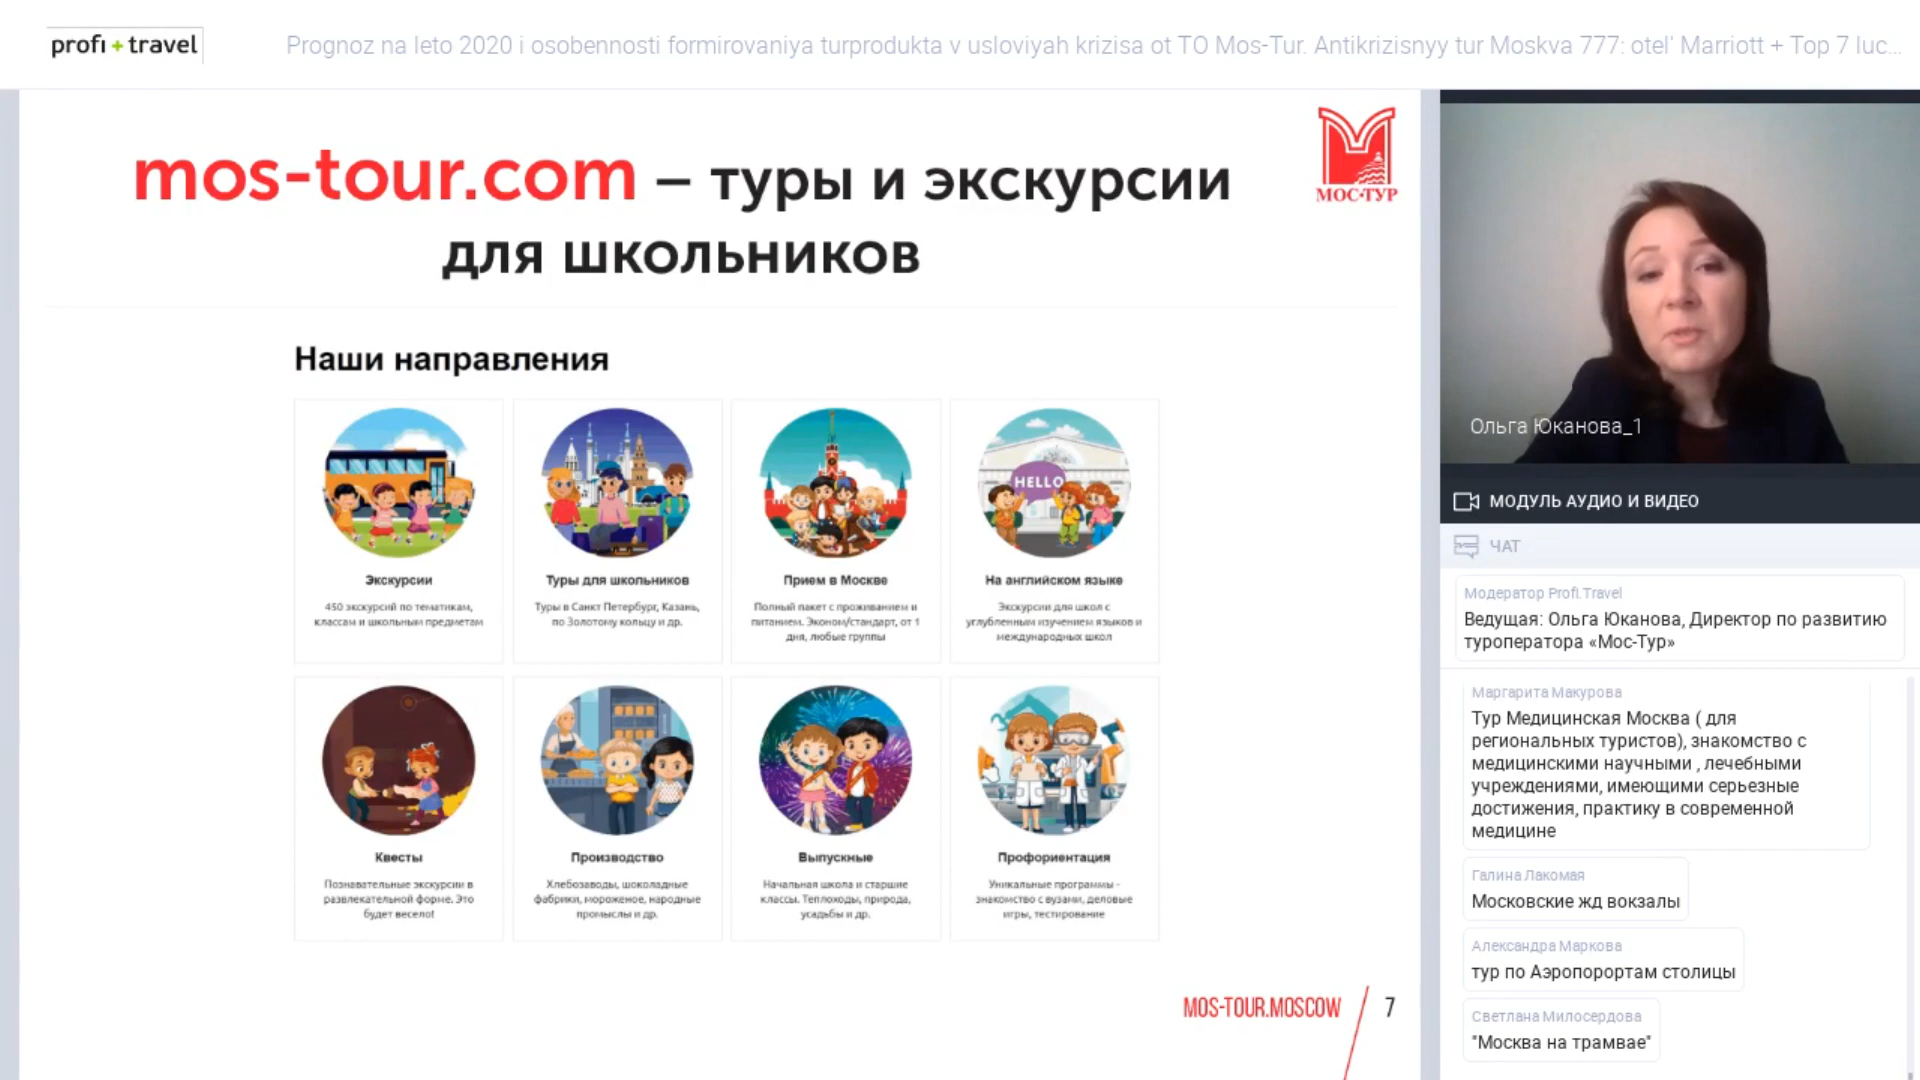 profi + travel
Prognoz na leto 2020 i osobennosti formirovaniya turprodukta v usloviyah krizisa ot TO Mos-Tur. Antikrizisnyy tur Moskva 777: otel' Marriott + Top 7 luc...
mos-tour.com – туры и экскурсии
для школьников
МОС-ТУР
Наши направления
HELLO
Экскурсии
450 экскурсий по тематикам,
классам и школьным предметам
Туры для школьников
Туры в Санкт Петербург, Казань,
по Золотому кольцу и др.
Прием в Москве
Полный пакет с проживанием и
питанием. Эконом/стандарт, от 1
дня, любые группы
На английском языке
Экскурсии для школ с
углубленным изучением языков и
международных школ
Квесты
Познавательные экскурсии в
развлекательной форме. Это
будет весело!
Производство
Хлебозаводы, шоколадные
фабрики, мороженое, народные
промыслы и др.
Выпускные
Начальная школа и старшие
классы. Теплоходы, природа,
усадьбы и др.
Профориентация
Уникальные программы -
знакомство с вузами, деловые
игры, тестирование
MOS-TOUR.MOSCOW
7
Ольга Юканова_1
МОДУЛЬ АУДИО И ВИДЕО
ЧАТ
Модератор Profi.Travel
Ведущая: Ольга Юканова, Директор по развитию
туроператора «Мос-Тур»
Маргарита Макурова
Тур Медицинская Москва ( для
региональных туристов), знакомство с
медицинскими научными , лечебными
учреждениями, имеющими серьезные
достижения, практику в современной
медицине
Галина Лакомая
Московские жд вокзалы
Александра Маркова
тур по Аэропорортам столицы
Светлана Милосердова
"Москва на трамвае"